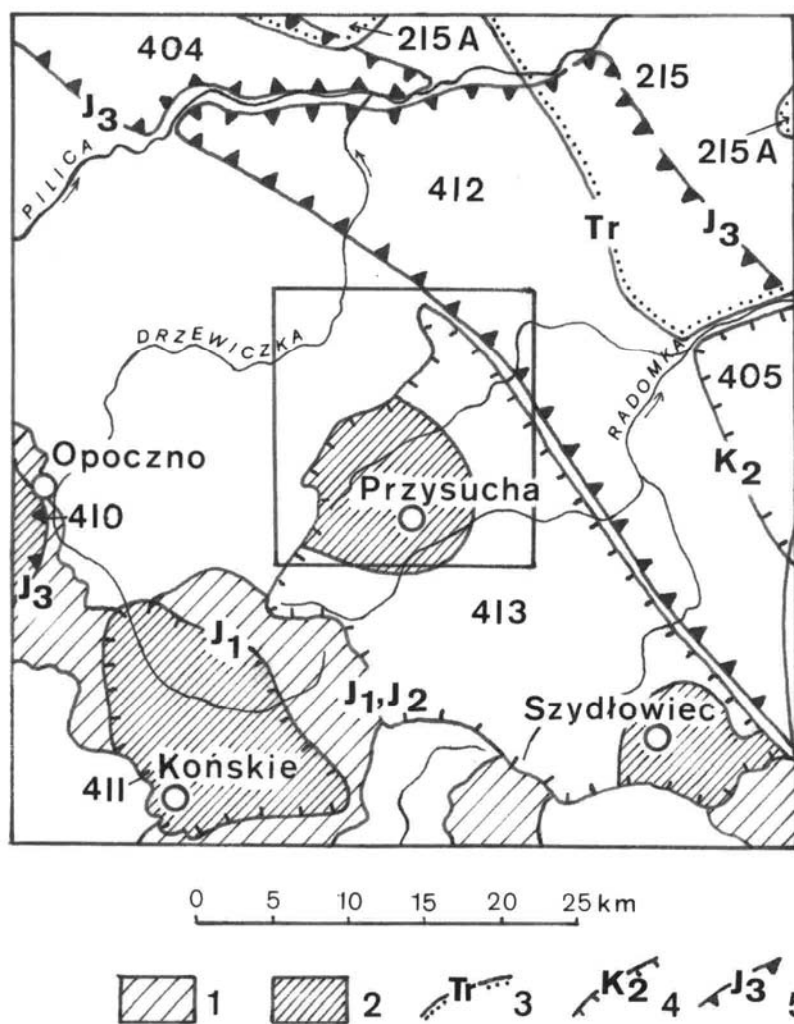 404
215A
215
J3
PILICA
412
215A
Tr
J3
DRZEWICZKA
RADOMKA
405
Opoczno
K2
Przysucha
410
J3
413
J1
J1,J2
Szydłowiec
411
Końskie
0 5 10 15 20 25 km
1 2 Tr 3 K2 4 J3 5